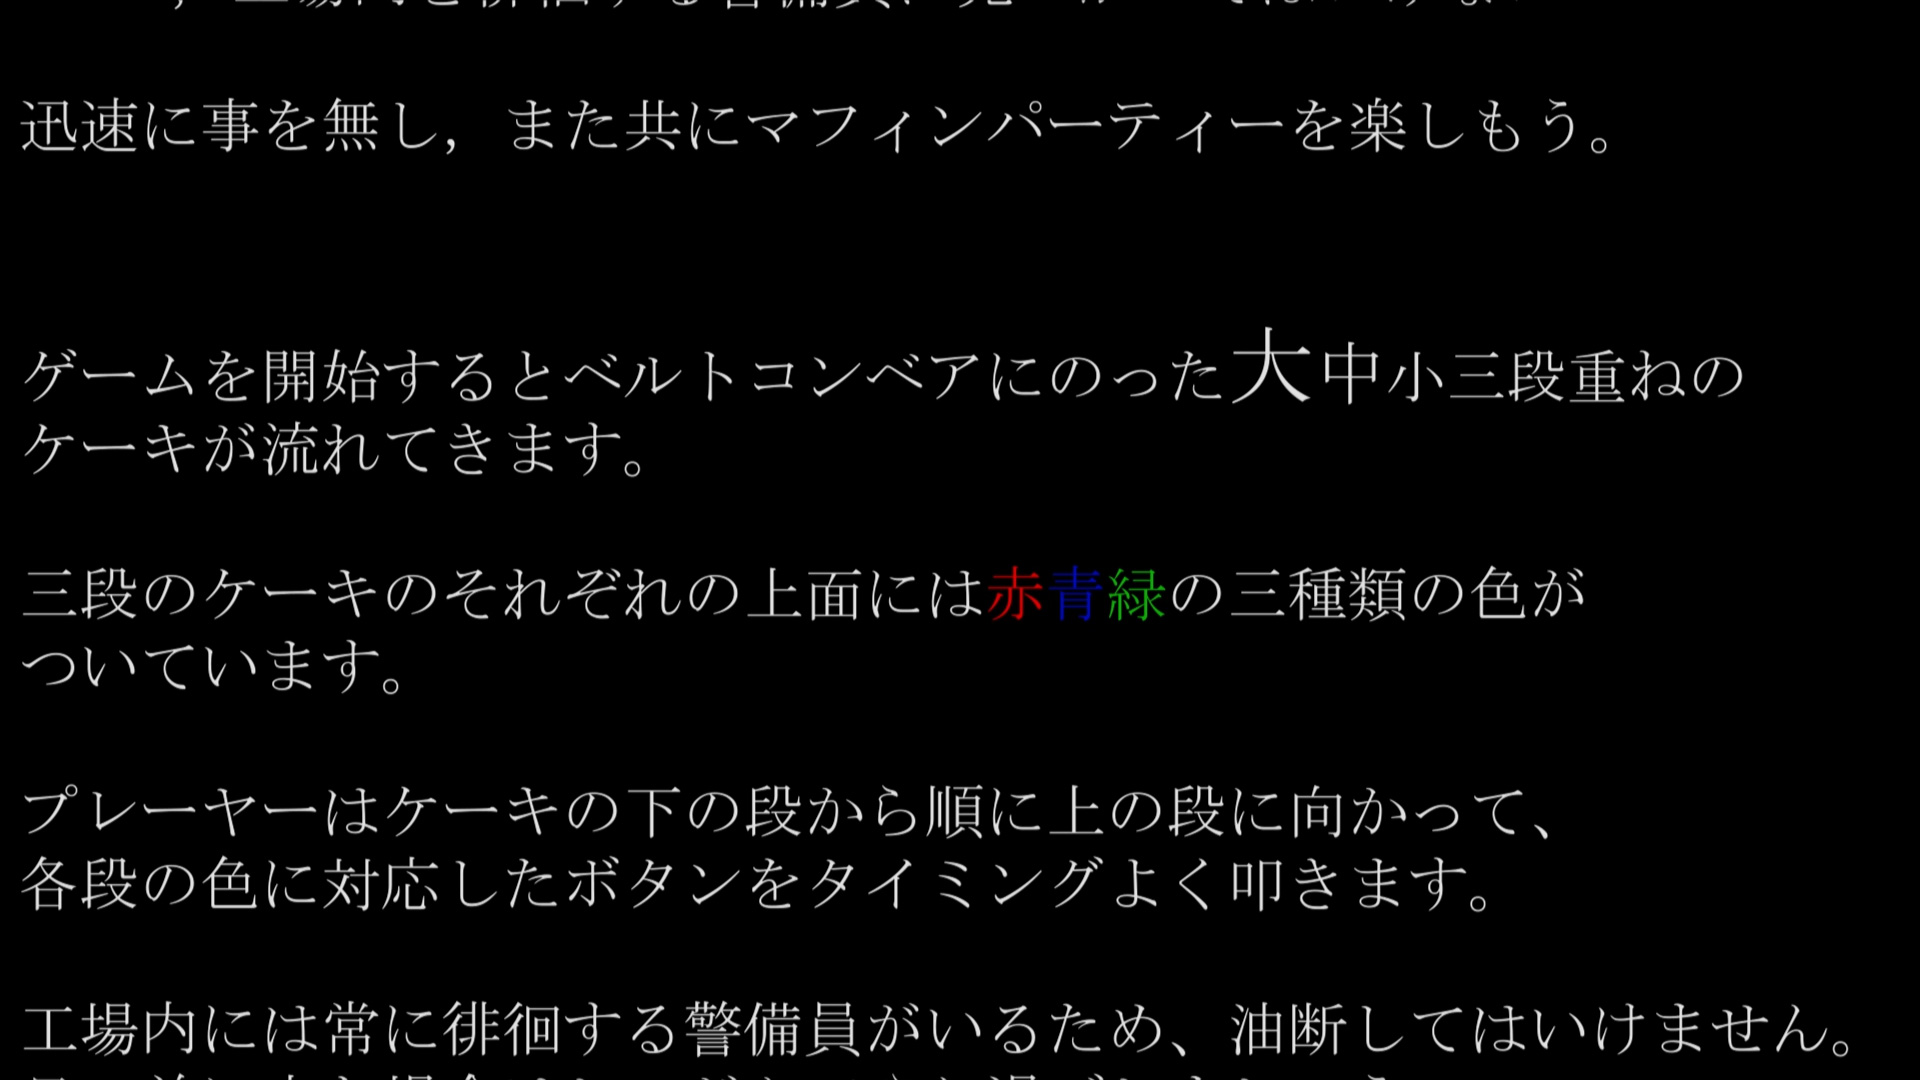 迅速に事を無し，また共にマフィンパーティーを楽しもう。
ゲームを開始するとベルトコンベアにのった大中小三段重ねの
ケーキが流れてきます。
三段のケーキのそれぞれの上面には赤青緑の三種類の色が
ついています。
プレーヤーはケーキの下の段から順に上の段に向かって、
各段の色に対応したボタンをタイミングよく叩きます。
工場内には常に徘徊する警備員がいるため、油断してはいけません。